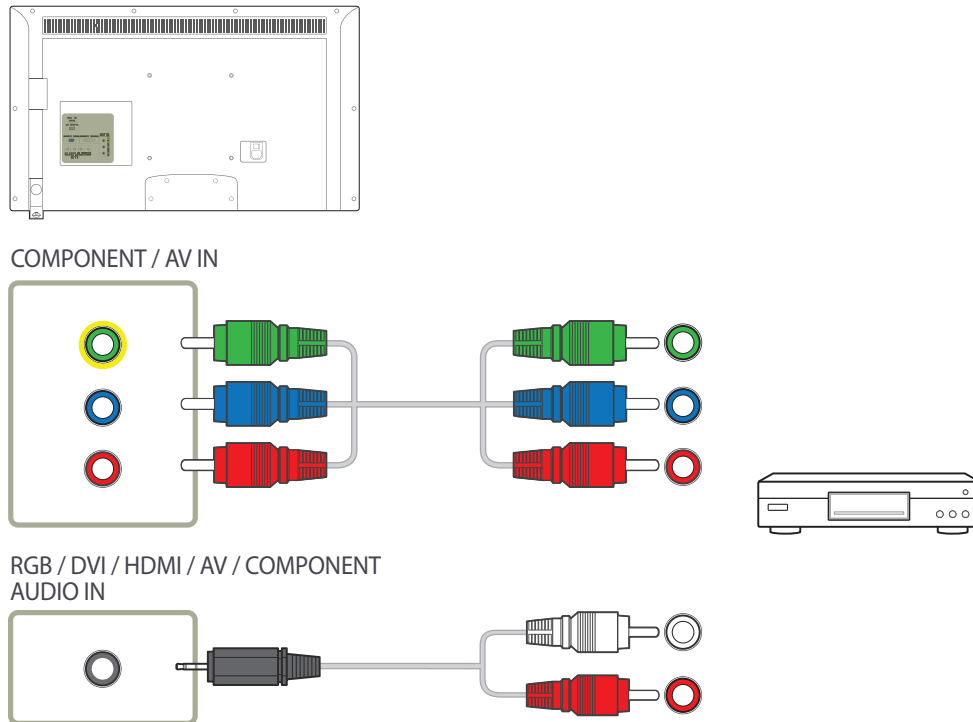 COMPONENT / AV IN
RGB / DVI / HDMI / AV / COMPONENT
AUDIO IN